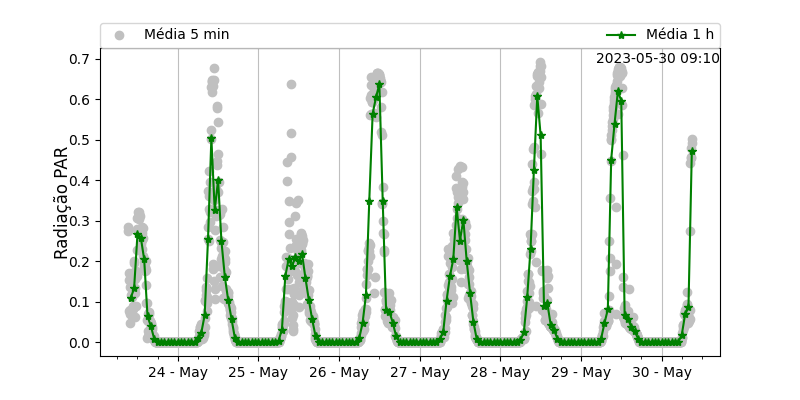 Média 5 min
Média 1 h
2023-05-30 09:10
Radiação PAR
0.7
0.6
0.5
0.4
0.3
0.2
0.1
0.0
24 - May
25 - May
26 - May
27 - May
28 - May
29 - May
30 - May